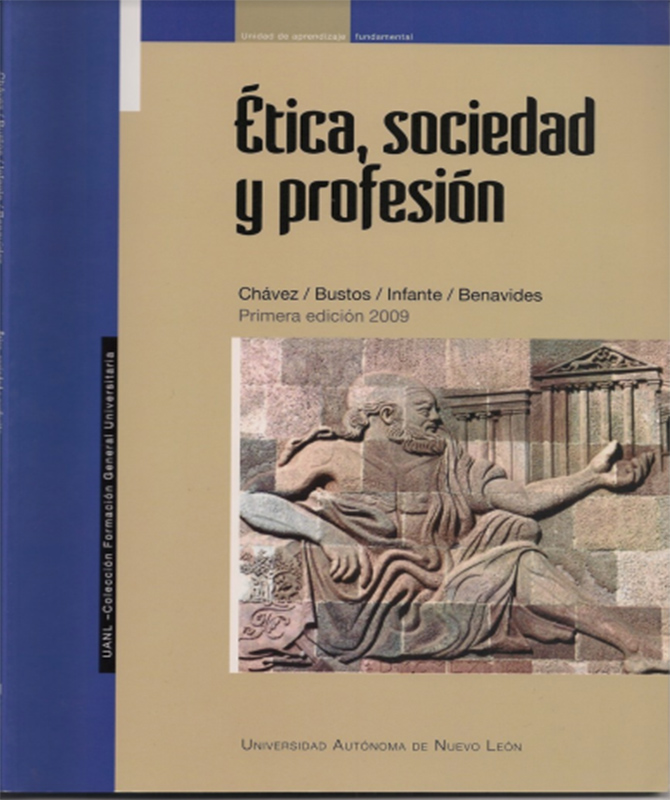 Unidad de aprendizaje fundamental
Ética, sociedad
y profesión
Chávez / Bustos / Infante / Benavides
Primera edición 2009
UANL –Colección Formación General Universitaria
UNIVERSIDAD AUTÓNOMA DE NUEVO LEÓN